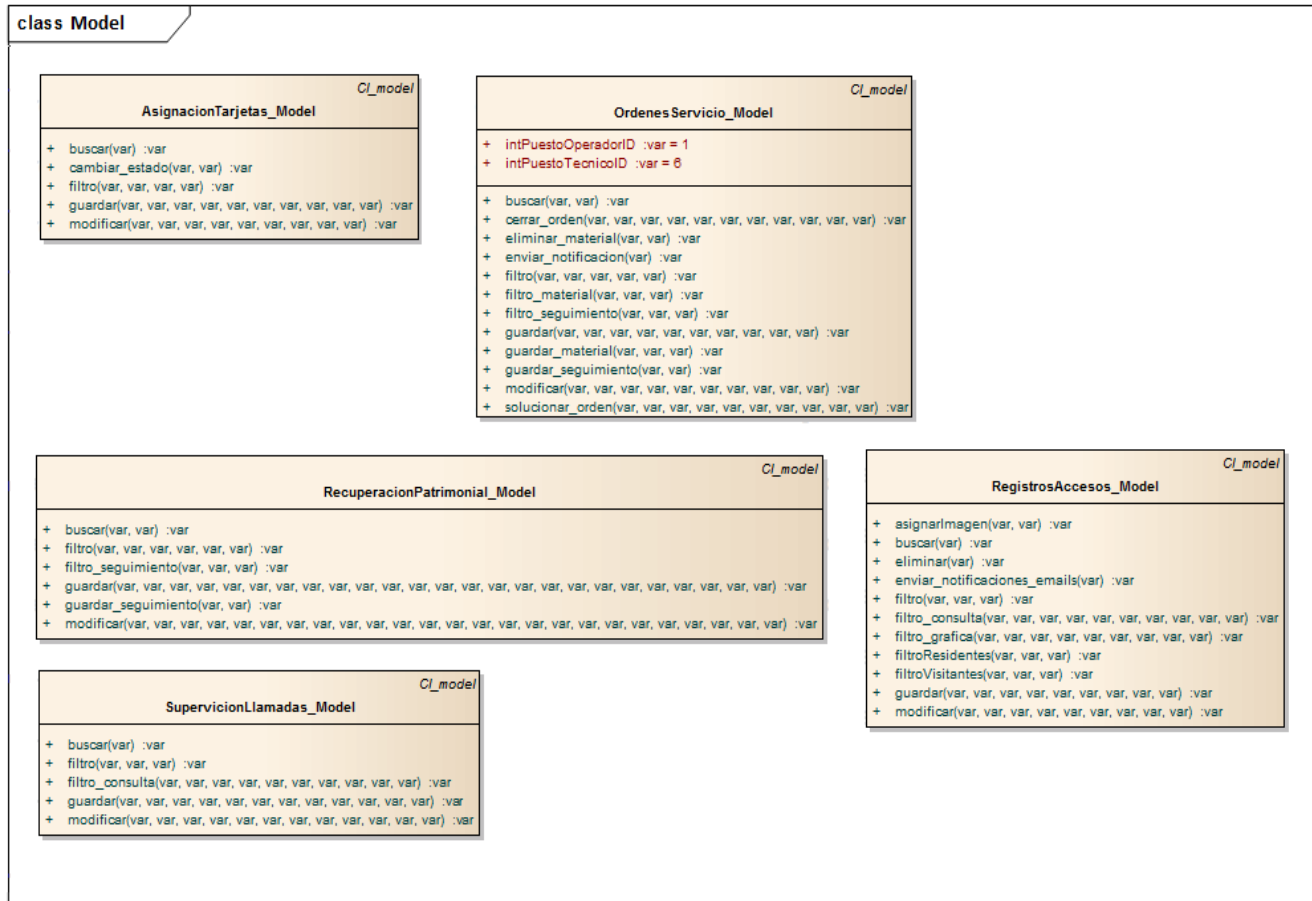 class Model
CI_model
AsignacionTarjetas_Model
+ buscar(var) :var
+ cambiar_estado(var, var) :var
+ filtro(var, var, var, var) :var
+ guardar(var, var, var, var, var, var, var, var, var, var) :var
+ modificar(var, var, var, var, var, var, var, var, var) :var
CI_model
OrdenesServicio_Model
+ intPuestoOperadorID :var = 1
+ intPuestoTecnicoID :var = 6
+ buscar(var, var) :var
+ cerrar_orden(var, var, var, var, var, var, var, var, var, var, var) :var
+ eliminar_material(var, var) :var
+ enviar_notificacion(var) :var
+ filtro(var, var, var, var, var) :var
+ filtro_material(var, var, var) :var
+ filtro_seguimiento(var, var, var) :var
+ guardar(var, var, var, var, var, var, var, var, var, var) :var
+ guardar_material(var, var, var) :var
+ guardar_seguimiento(var, var) :var
+ modificar(var, var, var, var, var, var, var, var, var, var) :var
+ solucionar_orden(var, var, var, var, var, var, var, var, var, var) :var
CI_model
RecuperacionPatrimonial_Model
+ buscar(var, var) :var
+ filtro(var, var, var, var, var, var) :var
+ filtro_seguimiento(var, var, var) :var
+ guardar(var, var, var, var, var, var, var, var, var, var, var, var, var, var, var, var, var, var, var, var, var, var, var, var, var) :var
+ guardar_seguimiento(var, var) :var
+ modificar(var, var, var, var, var, var, var, var, var, var, var, var, var, var, var, var, var, var, var, var, var, var, var, var, var) :var
CI_model
RegistrosAccesos_Model
+ asignarImagen(var, var) :var
+ buscar(var) :var
+ eliminar(var) :var
+ enviar_notificaciones_emails(var) :var
+ filtro(var, var, var) :var
+ filtro_consulta(var, var, var, var, var, var, var, var, var, var) :var
+ filtro_grafica(var, var, var, var, var, var, var, var, var) :var
+ filtroResidentes(var, var, var) :var
+ filtroVisitantes(var, var, var) :var
+ guardar(var, var, var, var, var, var, var, var, var) :var
+ modificar(var, var, var, var, var, var, var, var, var) :var
CI_model
SupervicionLlamadas_Model
+ buscar(var) :var
+ filtro(var, var, var) :var
+ filtro_consulta(var, var, var, var, var, var, var, var, var, var) :var
+ guardar(var, var, var, var, var, var, var, var, var, var, var, var) :var
+ modificar(var, var, var, var, var, var, var, var, var, var, var, var) :var